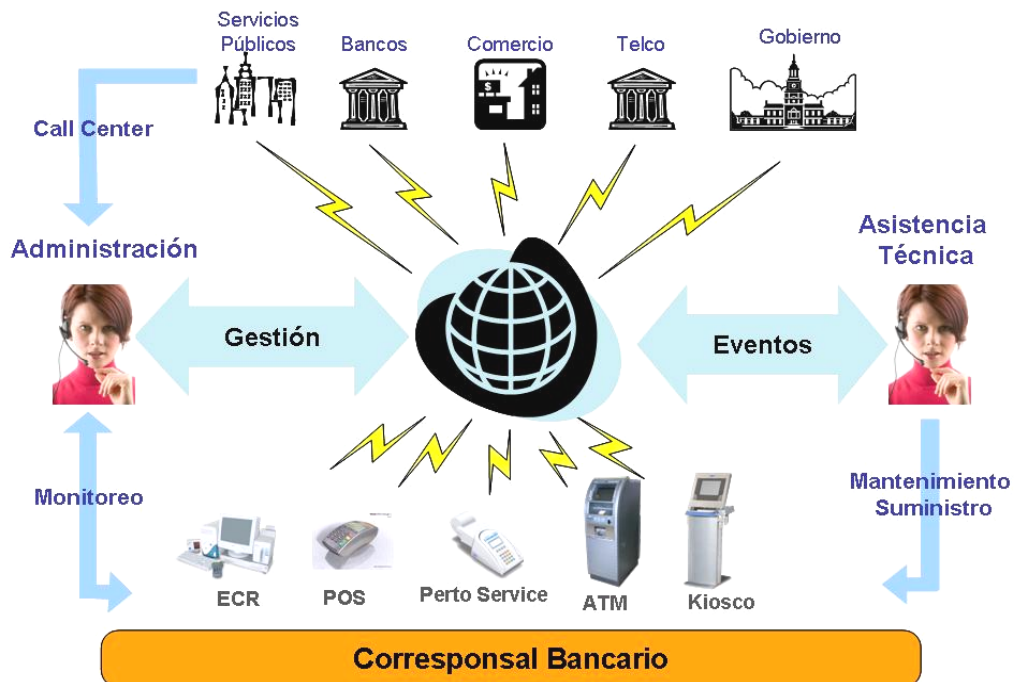 Servicios
Públicos
Bancos
Comercio
Telco
Gobierno
Call Center
Administración
Asistencia
Técnica
Gestión
Eventos
Monitoreo
Mantenimiento
Suministro
ECR
POS
Perto Service
ATM
Kiosco
Corresponsal Bancario